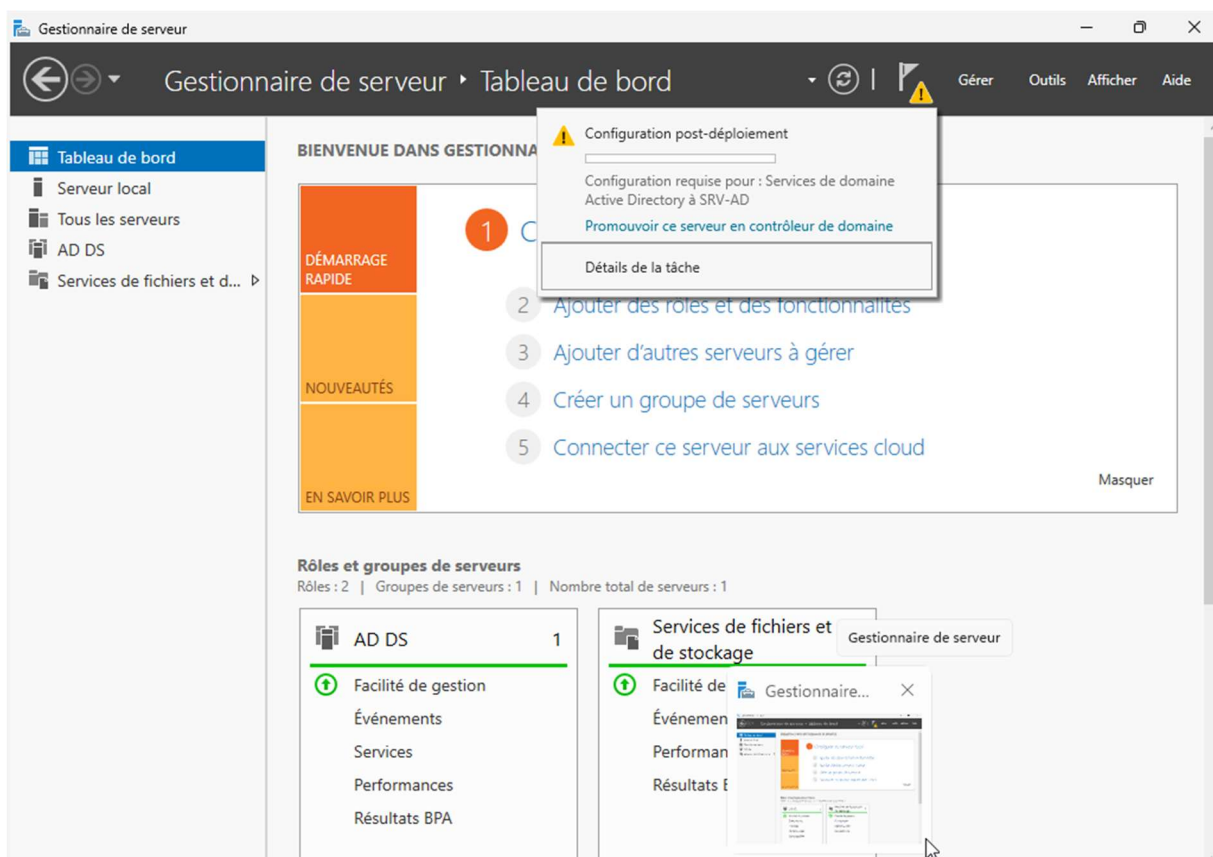 Gestionnaire de serveur
Gestionnaire de serveur ‣ Tableau de bord
Gérer
Outils
Afficher
Aide
Tableau de bord
Serveur local
Tous les serveurs
AD DS
Services de fichiers et d...
BIENVENUE DANS GESTIONNA
Configuration post-déploiement
Configuration requise pour : Services de domaine
Active Directory à SRV-AD
Promouvoir ce serveur en contrôleur de domaine
Détails de la tâche
DÉMARRAGE
RAPIDE
NOUVEAUTÉS
EN SAVOIR PLUS
1 C
2 Ajouter des rôles et des fonctionnalités
3 Ajouter d'autres serveurs à gérer
4 Créer un groupe de serveurs
5 Connecter ce serveur aux services cloud
Masquer
Rôles et groupes de serveurs
Rôles : 2 | Groupes de serveurs : 1 | Nombre total de serveurs : 1
AD DS 1
Facilité de gestion
Événements
Services
Performances
Résultats BPA
Services de fichiers et
de stockage
Facilité de
Événemen
Performan
Résultats E
Gestionnaire de serveur
Gestionnaire...